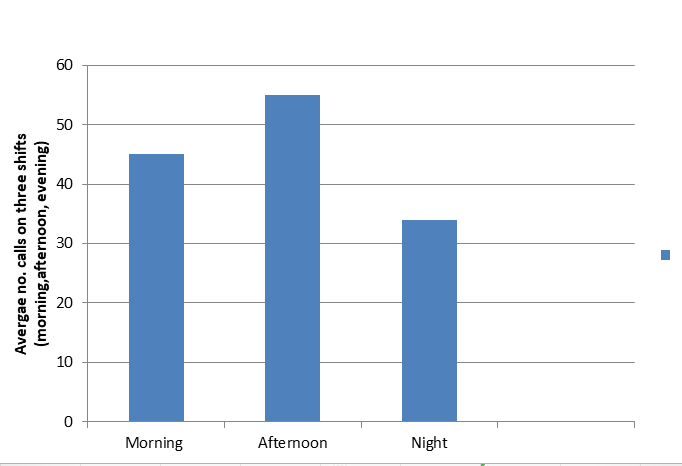 Avergae no. calls on three shifts
(morning,afternoon, evening)
60
50
40
30
20
10
0
Morning
Afternoon
Night